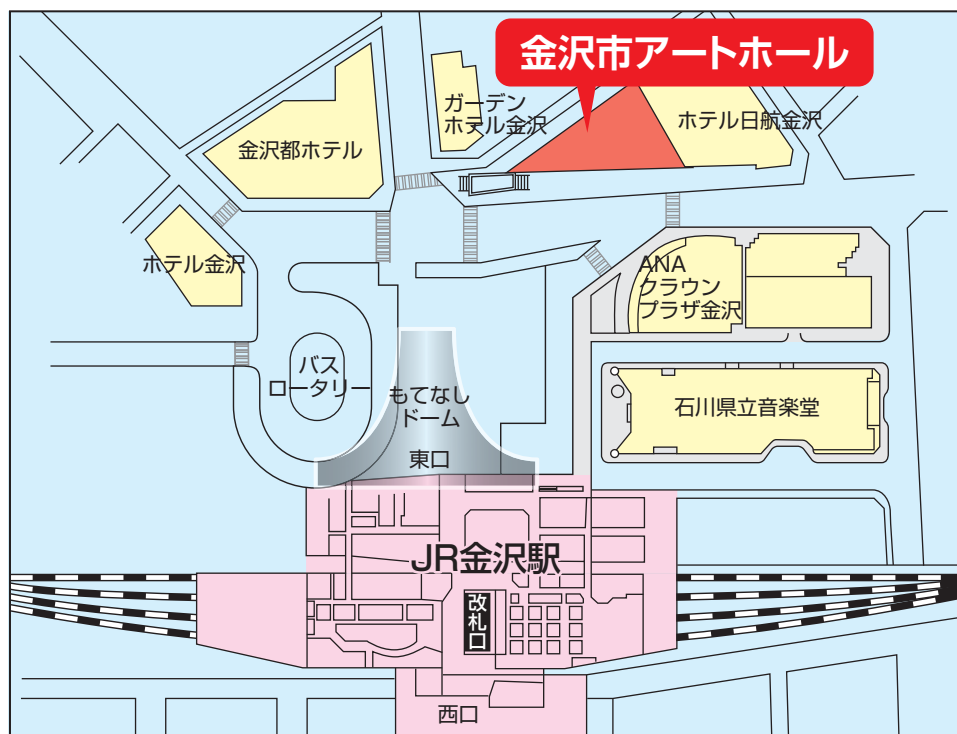 金沢市アートホール
ガーデン
ホテル金沢
ホテル日航金沢
金沢都ホテル
ホテル金沢
ANA
クラウン
プラザ金沢
バス
ロータリー
もてなし
ドーム
石川県立音楽堂
東口
JR金沢駅
改札口
西口